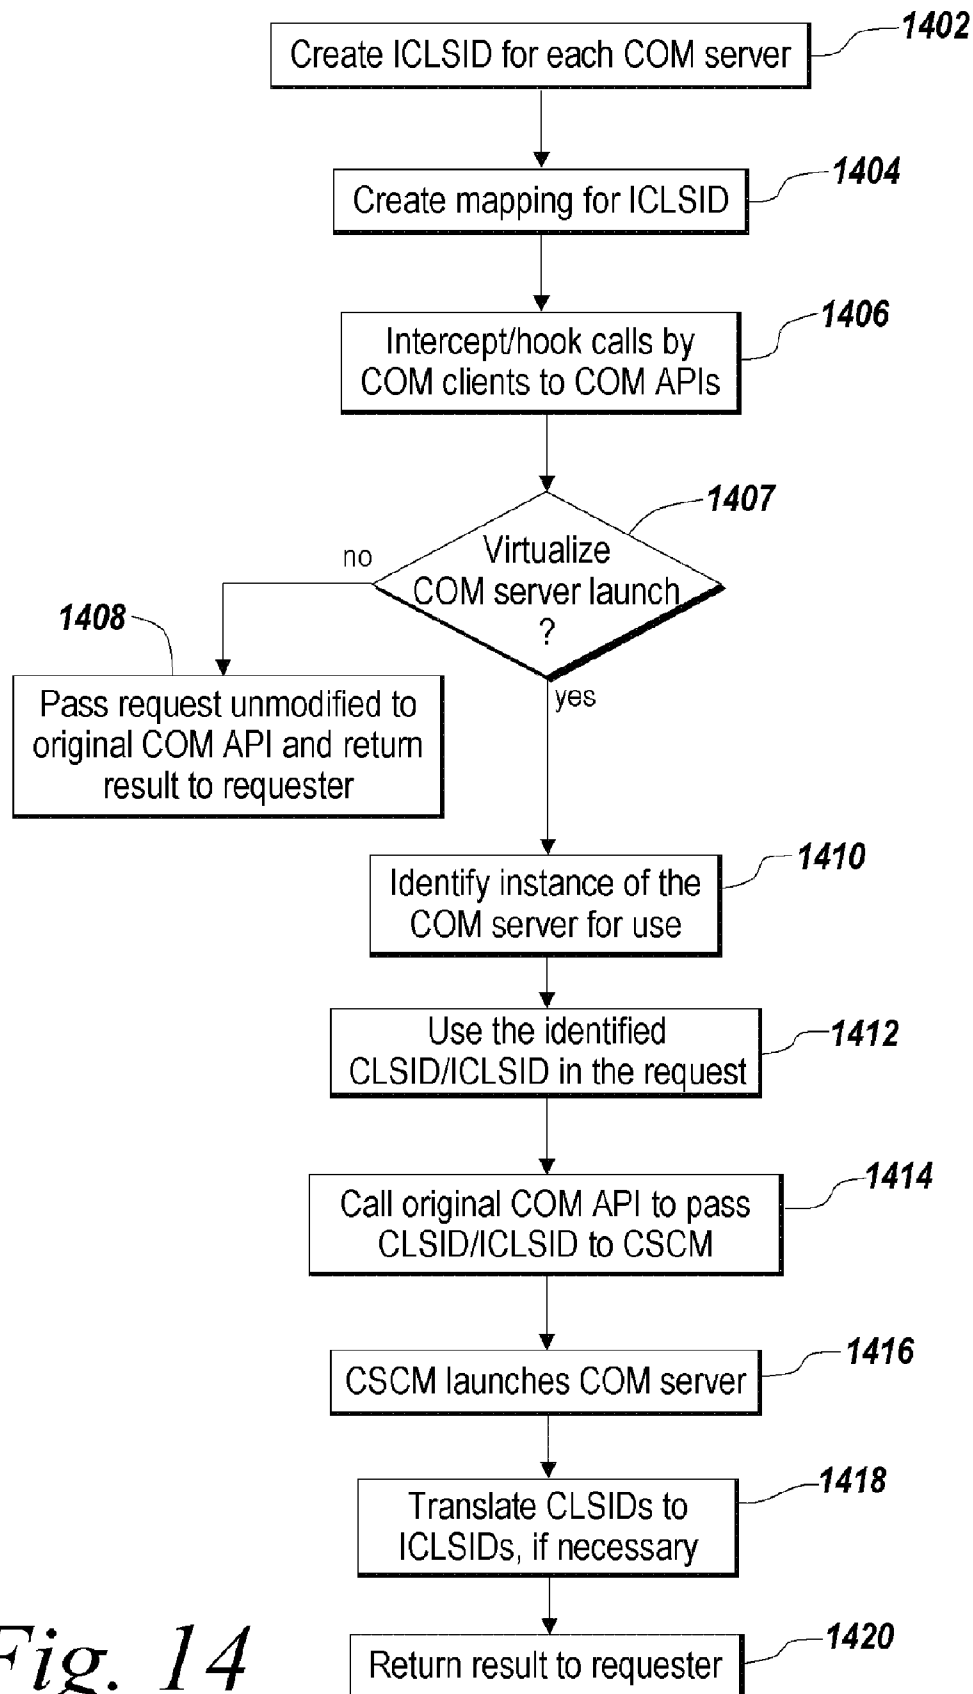 1402
Create ICLSID for each COM server
1404
Create mapping for ICLSID
1406
Intercept/hook calls by
COM clients to COM APIs
1407
Virtualize
COM server launch
?
no
yes
1408
Pass request unmodified to
original COM API and return
result to requester
1410
Identify instance of the
COM server for use
1412
Use the identified
CLSID/ICLSID in the request
1414
Call original COM API to pass
CLSID/ICLSID to CSCM
1416
CSCM launches COM server
1418
Translate CLSIDs to
ICLSIDs, if necessary
1420
Return result to requester
Fig. 14